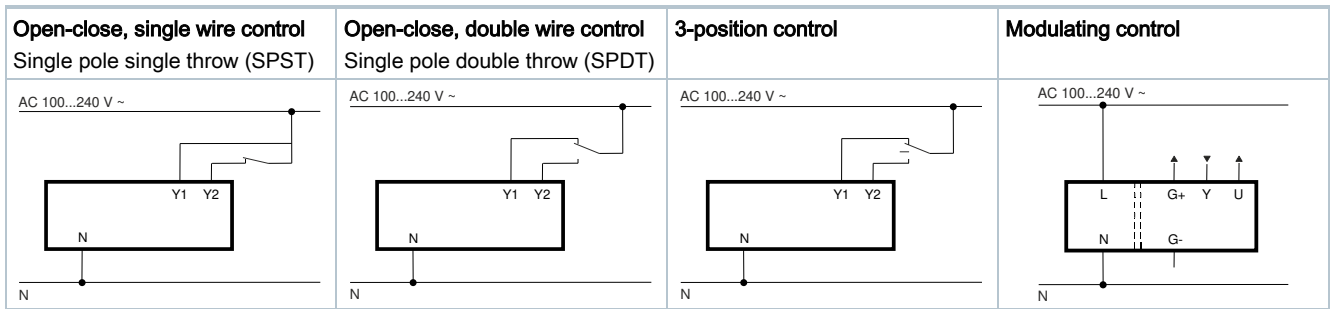 Open-close, single wire control
Single pole single throw (SPST)
Open-close, double wire control
Single pole double throw (SPDT)
3-position control
Modulating control
AC 100...240 V ~
Y1 Y2
N
N
AC 100...240 V ~
Y1 Y2
N
N
AC 100...240 V ~
Y1 Y2
N
N
AC 100...240 V ~
L G+ Y U
N G-
N